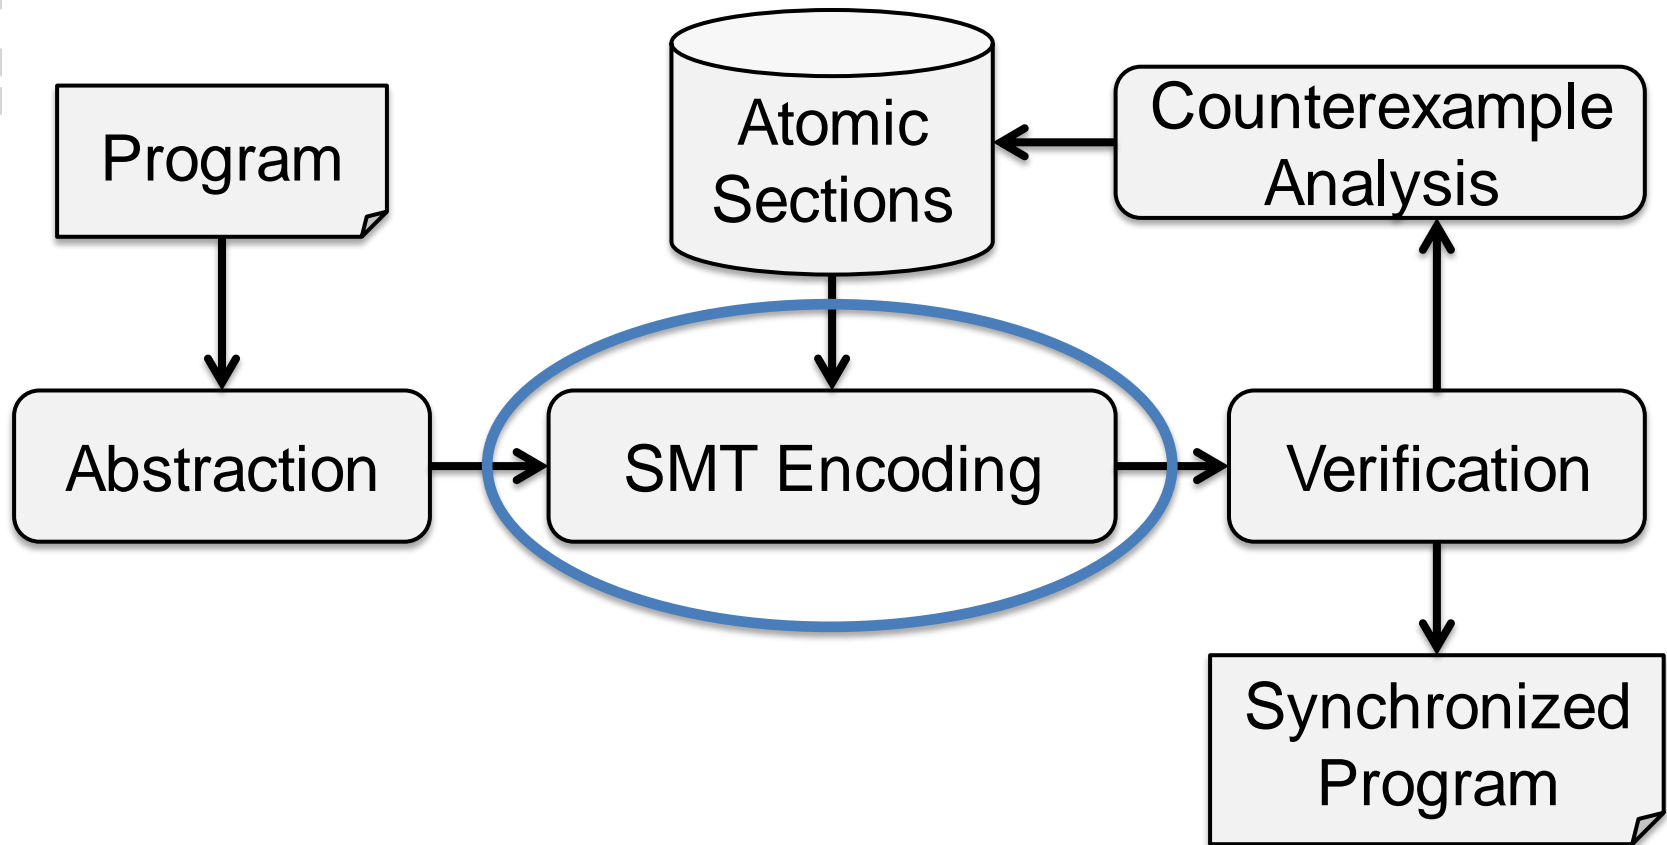 Program
Atomic
Sections
Counterexample
Analysis
Abstraction
SMT Encoding
Verification
Synchronized
Program